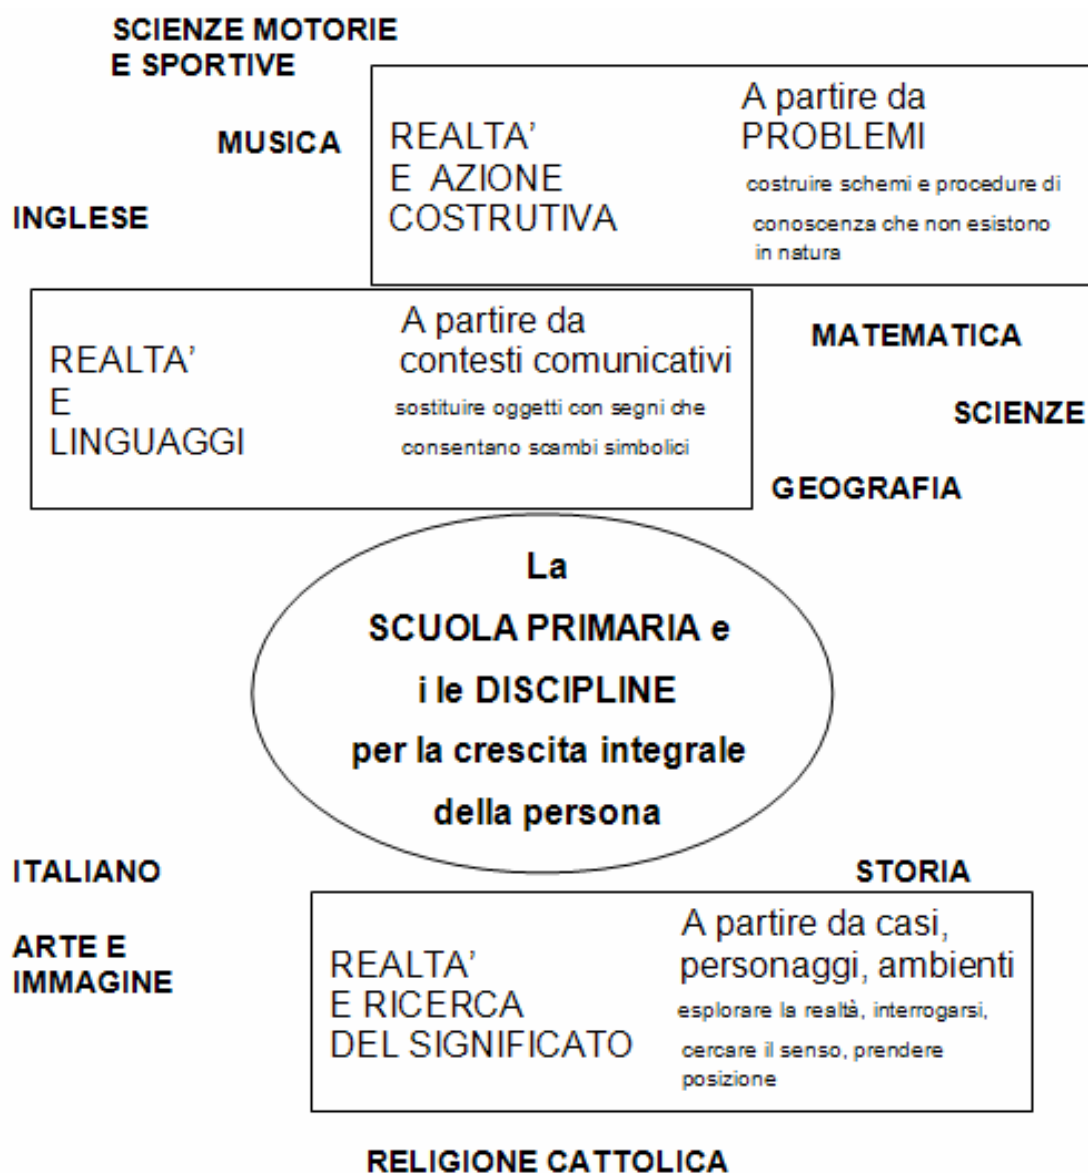 SCIENZE MOTORIE
E SPORTIVE
MUSICA
INGLESE
REALTA’
E AZIONE
COSTRUTIVA
A partire da
PROBLEMI
costruire schemi e procedure di
conoscenza che non esistono
in natura
REALTA’
E
LINGUAGGI
A partire da
contesti comunicativi
sostituire oggetti con segni che
consentano scambi simbolici
MATEMATICA
SCIENZE
GEOGRAFIA
La
SCUOLA PRIMARIA e
i le DISCIPLINE
per la crescita integrale
della persona
ITALIANO
STORIA
ARTE E
IMMAGINE
REALTA’
E RICERCA
DEL SIGNIFICATO
A partire da casi,
personaggi, ambienti
esplorare la realtà, interrogarsi,
cercare il senso, prendere
posizione
RELIGIONE CATTOLICA